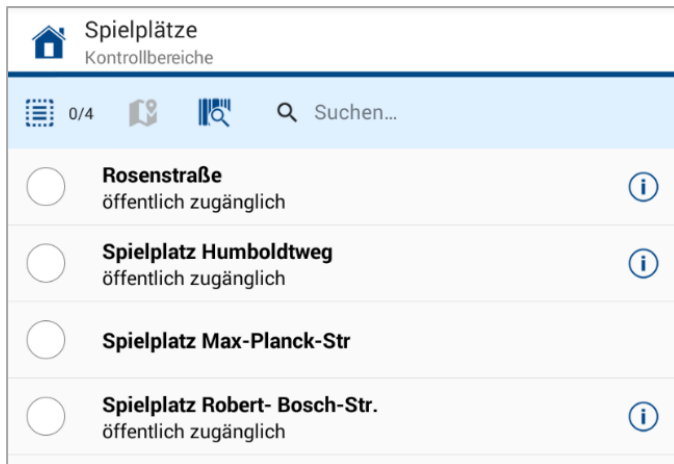 Spielplätze
Kontrollbereiche
0/4 Suchen...
Rosenstraße
öffentlich zugänglich
Spielplatz Humboldtweg
öffentlich zugänglich
Spielplatz Max-Planck-Str
Spielplatz Robert- Bosch-Str.
öffentlich zugänglich